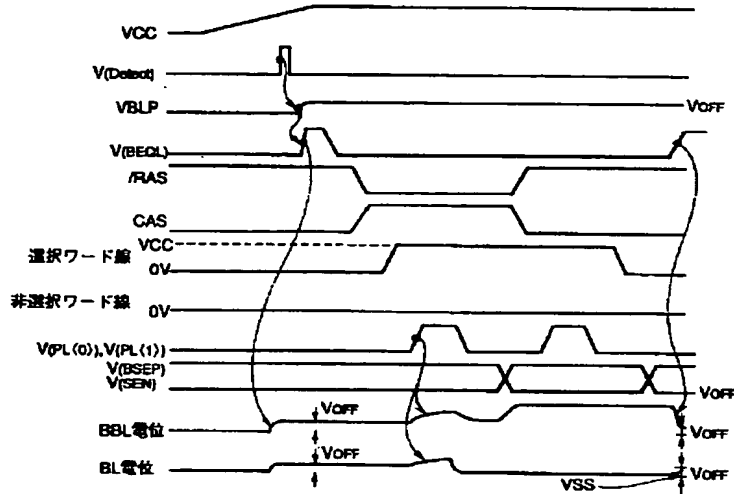 VCC
V(Detect)
VBLP
VOFF
V(BEQL)
/RAS
CAS
VCC
選択ワード線
0V
非選択ワード線
0V
V(PL⟨0⟩),V(PL⟨1⟩)
V(BSEP)
V(SEN)
VOFF
VOFF
BBL電位
VOFF
VOFF
BL電位
VOFF
VSS